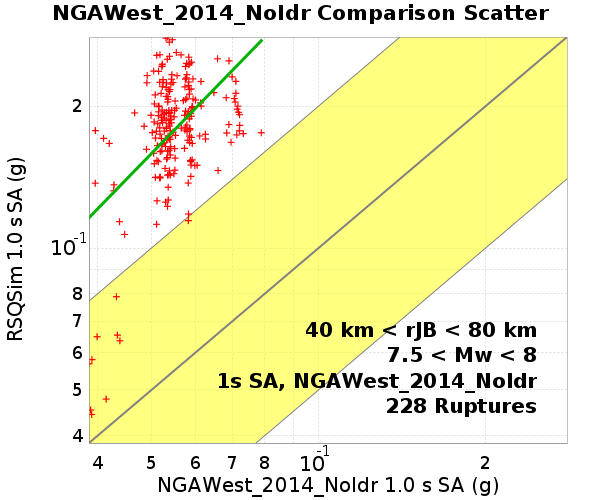 NGAWest_2014_NoIdr Comparison Scatter
RSQSim 1.0 s SA (g)
2
10-1
8
7
6
5
4
40 km < rJB < 80 km
7.5 < Mw < 8
1s SA, NGAWest_2014_NoIdr
228 Ruptures
4 5 6 7 8 10-1 2
NGAWest_2014_NoIdr 1.0 s SA (g)